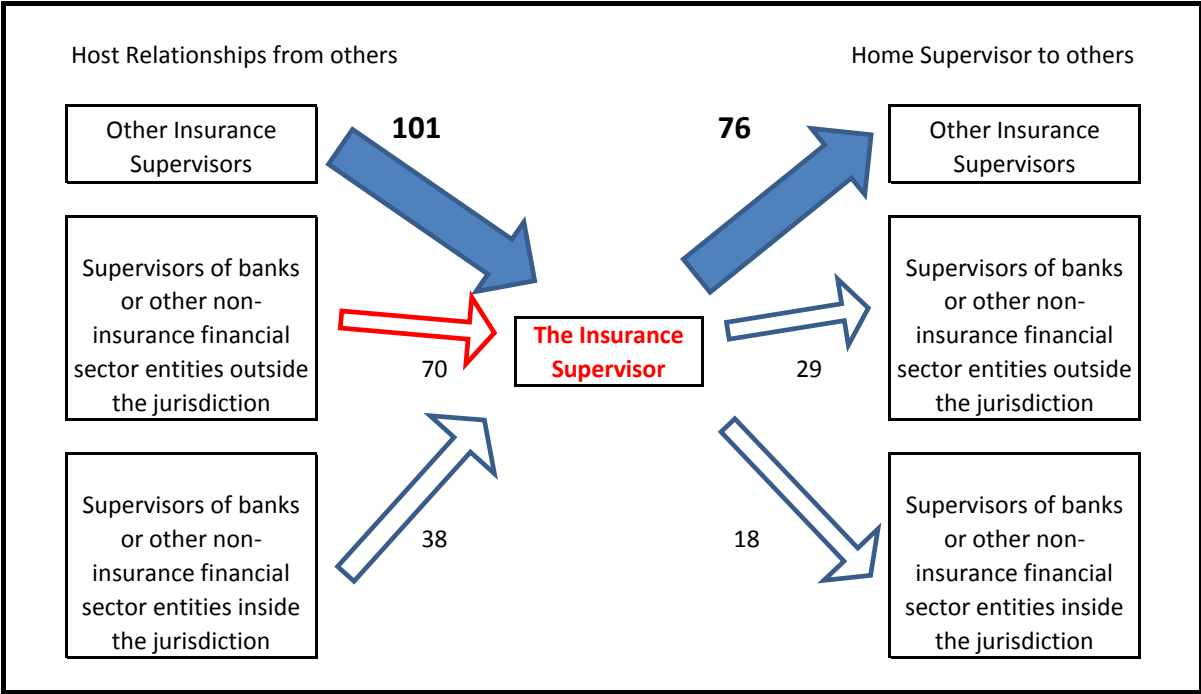 Host Relationships from others
Home Supervisor to others
Other Insurance
Supervisors
101
76
Other Insurance
Supervisors
Supervisors of banks
or other non-
insurance financial
sector entities outside
the jurisdiction
70
The Insurance
Supervisor
29
Supervisors of banks
or other non-
insurance financial
sector entities outside
the jurisdiction
Supervisors of banks
or other non-
insurance financial
sector entities inside
the jurisdiction
38
18
Supervisors of banks
or other non-
insurance financial
sector entities inside
the jurisdiction